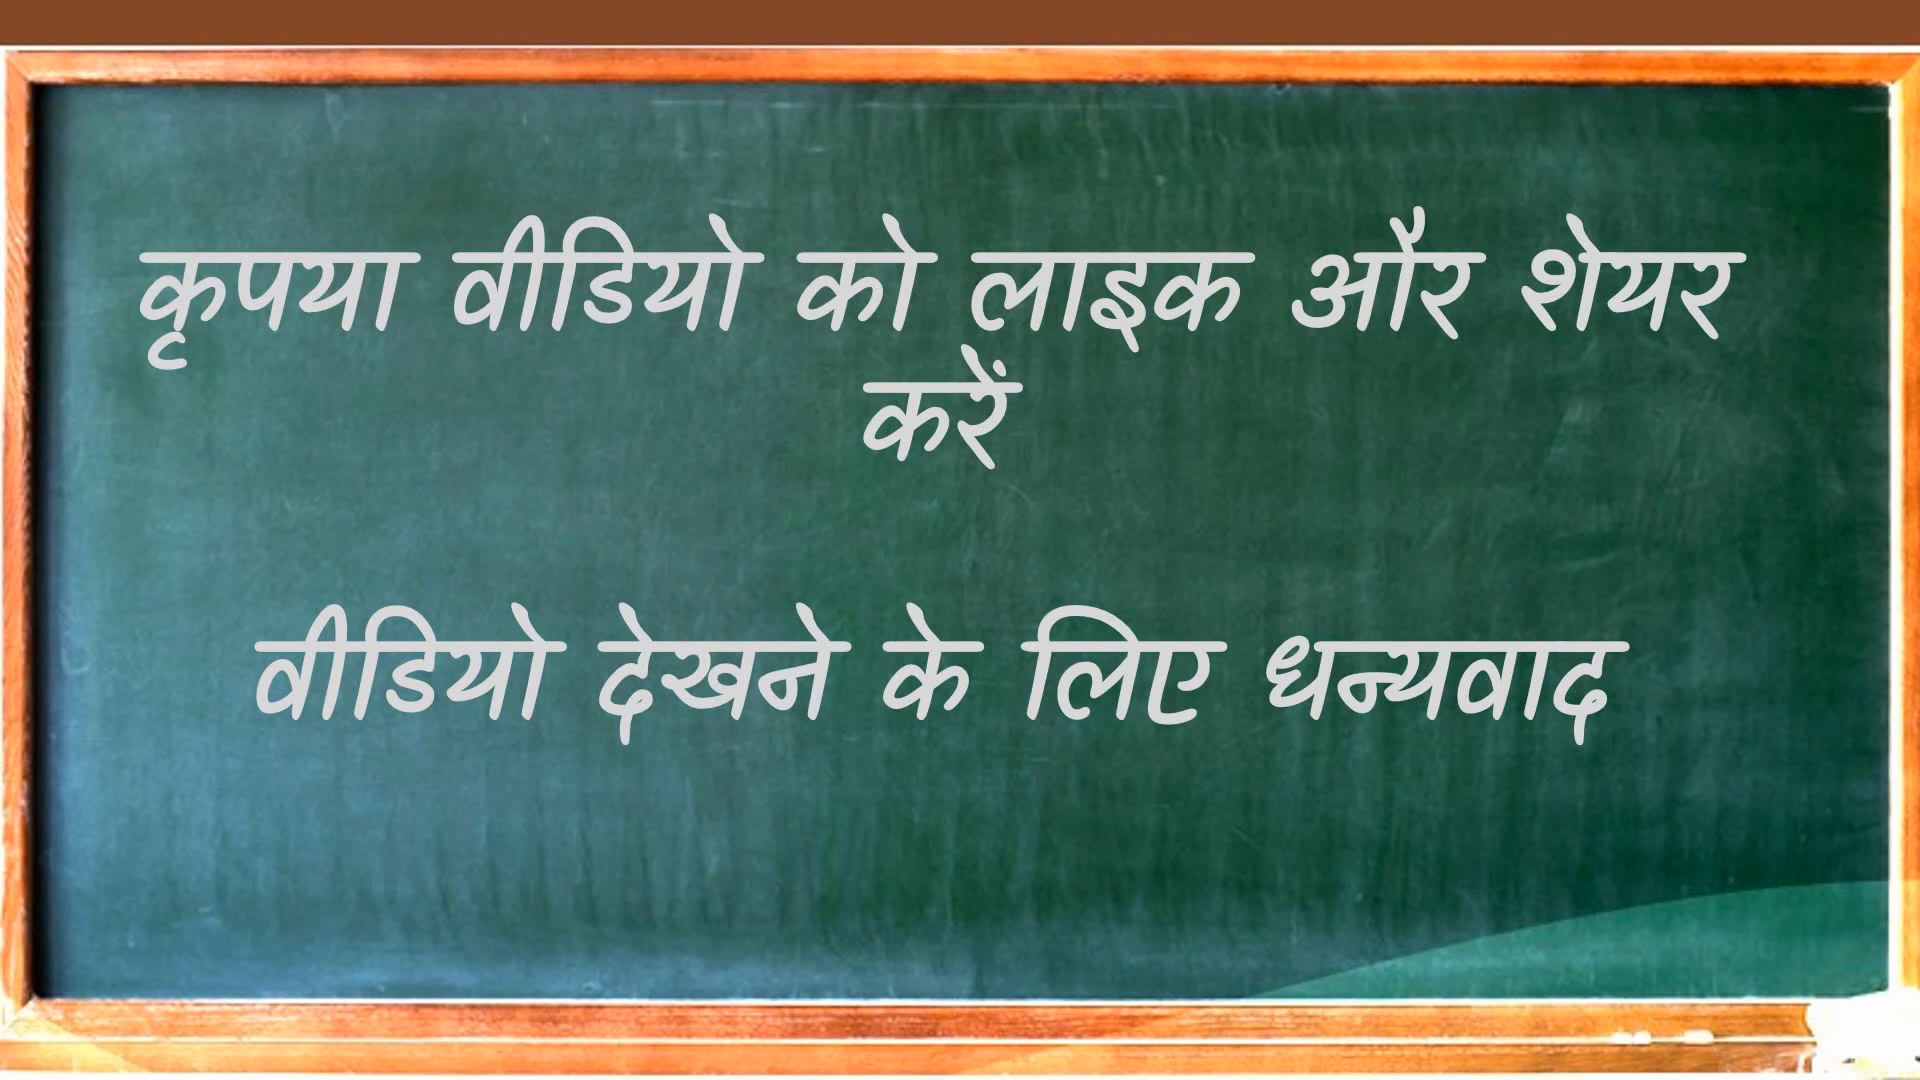 कृपया वीडियो को लाइक और शेयर
करें
वीडियो देखने के लिए धन्यवाद